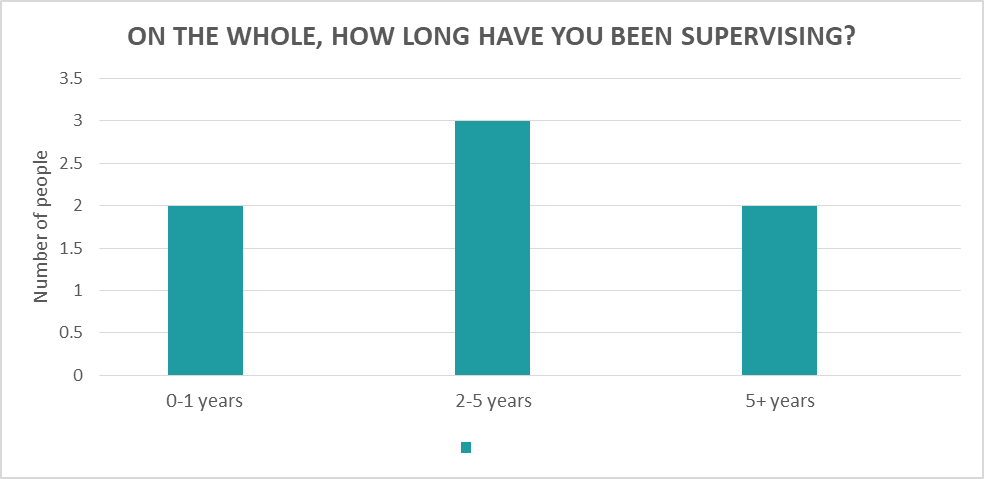 ON THE WHOLE, HOW LONG HAVE YOU BEEN SUPERVISING?
Number of people
3.5
3
2.5
2
1.5
1
0.5
0
0-1 years
2-5 years
5+ years